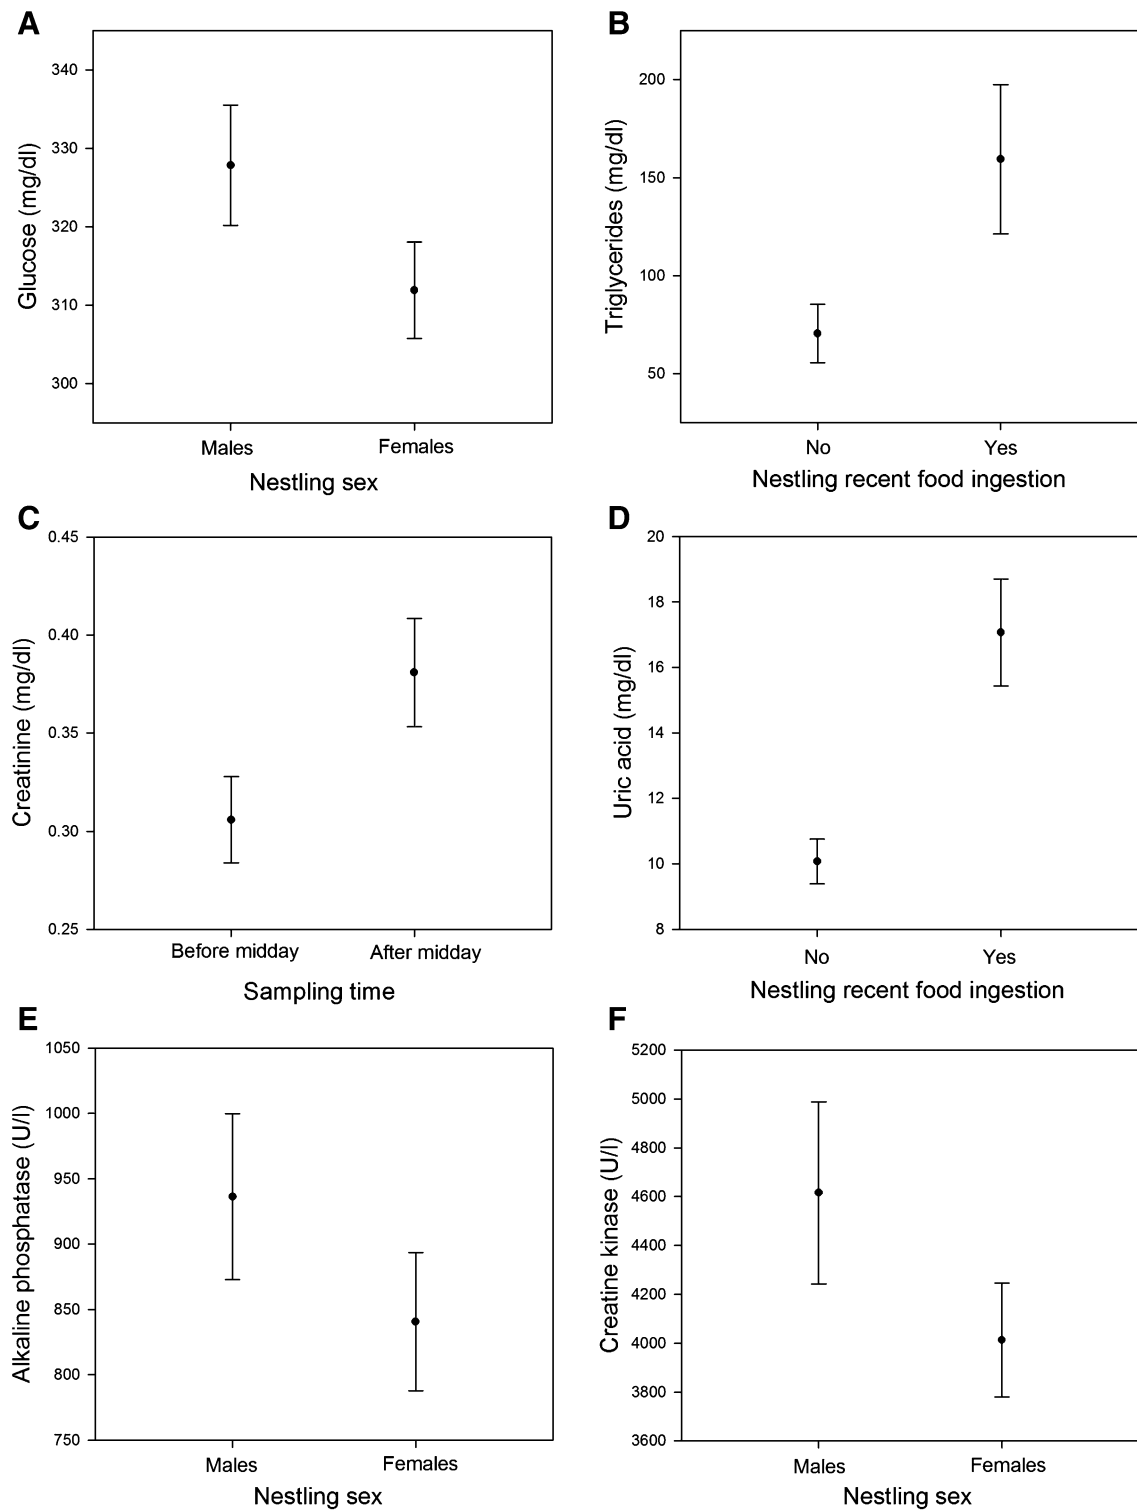 A
Glucose (mg/dl)
340
330
320
310
300
Males
Females
Nestling sex
B
Triglycerides (mg/dl)
200
150
100
50
No
Yes
Nestling recent food ingestion
C
Creatinine (mg/dl)
0.45
0.40
0.35
0.30
0.25
Before midday
After midday
Sampling time
D
Uric acid (mg/dl)
20
18
16
14
12
10
8
No
Yes
Nestling recent food ingestion
E
Alkaline phosphatase (U/l)
1050
1000
950
900
850
800
750
Males
Females
Nestling sex
F
Creatine kinase (U/l)
5200
5000
4800
4600
4400
4200
4000
3800
3600
Males
Females
Nestling sex